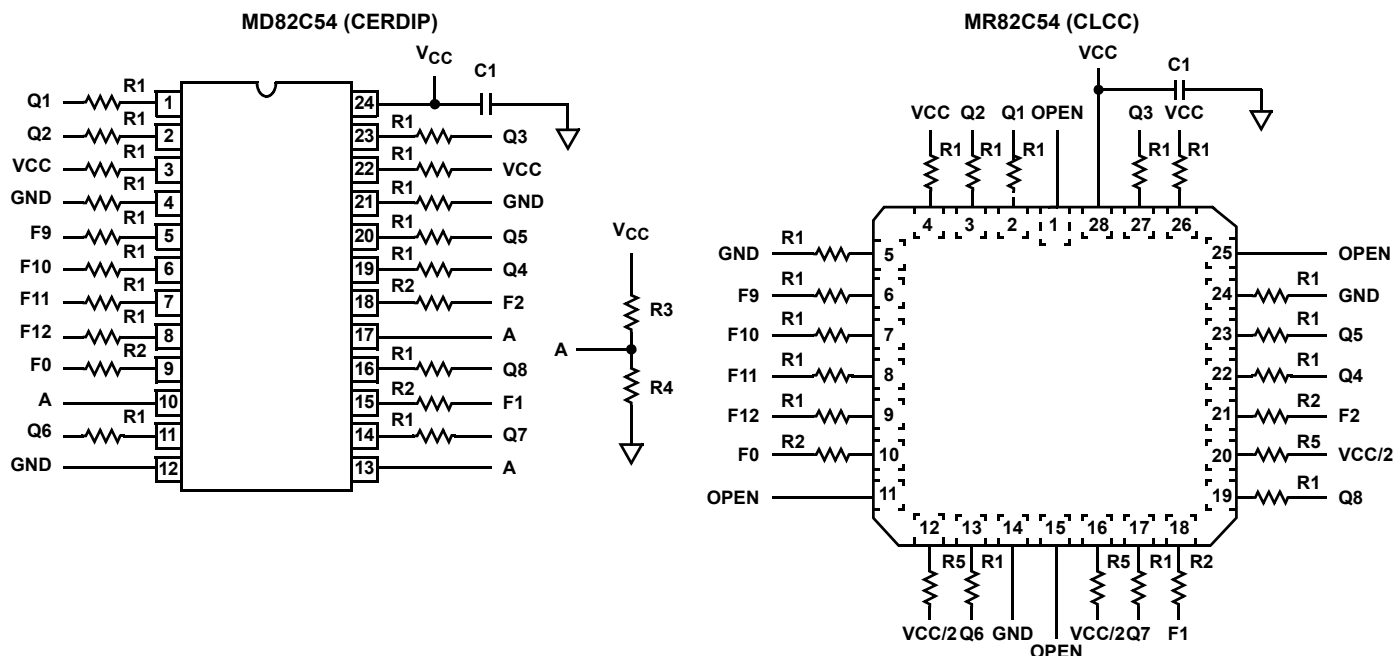 MD82C54 (CERDIP)
VCC
C1
Q1 R1 1
Q2 R1 2
VCC R1 3
GND R1 4
F9 R1 5
F10 R1 6
F11 R1 7
F12 R1 8
F0 R2 9
A 10
Q6 R1 11
GND 12
24
23 R1 Q3
22 R1 VCC
21 R1 GND
20 R1 Q5
19 R1 Q4
18 R2 F2
17 A
16 R1 Q8
15 R2 F1
14 R1 Q7
13 A
VCC
R3
A
R4
MR82C54 (CLCC)
VCC
C1
VCC Q2 Q1 OPEN Q3 VCC
R1 R1 R1 R1 R1
4 3 2 1 28 27 26
GND R1 5
F9 R1 6
F10 R1 7
F11 R1 8
F12 R1 9
F0 R2 10
OPEN 11
25 OPEN
24 R1 GND
23 R1 Q5
22 R1 Q4
21 R2 F2
20 R5 VCC/2
19 R1 Q8
12 13 14 15 16 17 18
R5 R1 R5 R1 R2
VCC/2 Q6 GND OPEN VCC/2 Q7 F1